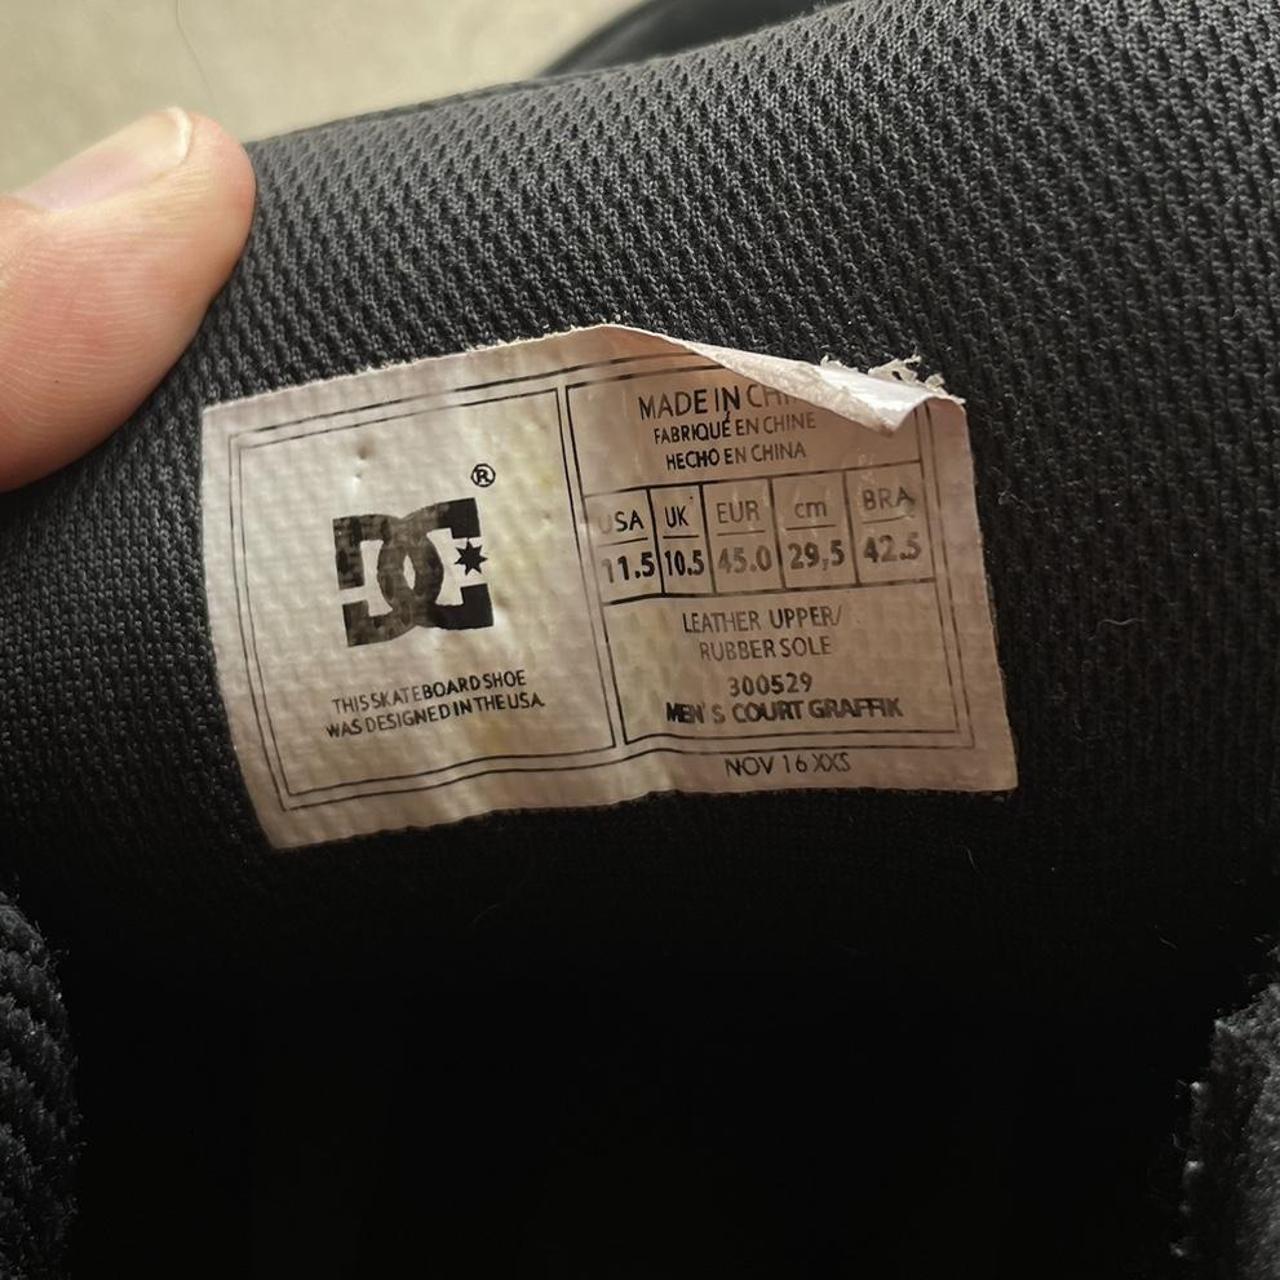 DC ®
THIS SKATEBOARD SHOE
WAS DESIGNED IN THE USA.
MADE IN
FABRIQUÉ EN CHINE
HECHO EN CHINA
USA UK EUR cm BRA
11.5 10.5 45.0 29,5 42.5
LEATHER UPPER/
RUBBER SOLE
300529
MEN'S COURT GRAFFIK
NOV 16 XXS